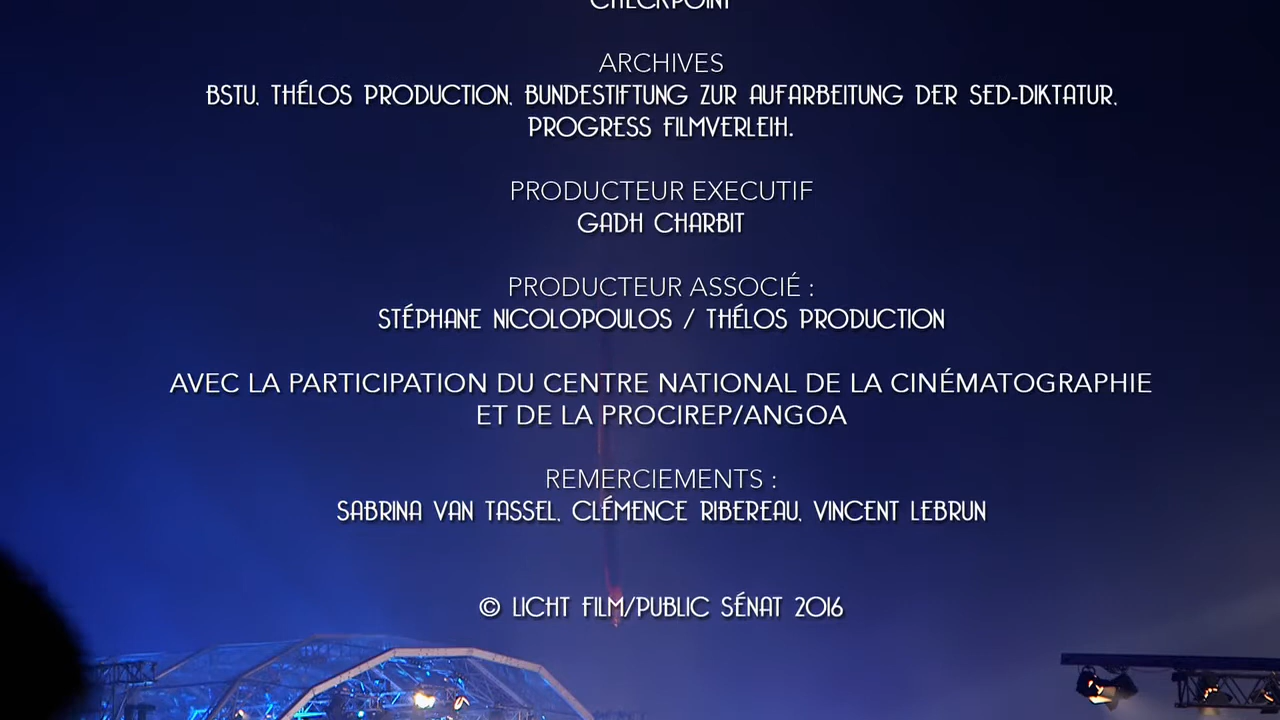 CHECKPOINT
ARCHIVES
BSTU, THÉLOS PRODUCTION, BUNDESTIFTUNG ZUR AUFARBEITUNG DER SED-DIKTATUR,
PROGRESS FILMVERLEIH.
PRODUCTEUR EXECUTIF
GADH CHARBIT
PRODUCTEUR ASSOCIÉ :
STÉPHANE NICOLOPOULOS / THÉLOS PRODUCTION
AVEC LA PARTICIPATION DU CENTRE NATIONAL DE LA CINÉMATOGRAPHIE
ET DE LA PROCIREP/ANGOA
REMERCIEMENTS :
SABRINA VAN TASSEL, CLÉMENCE RIBEREAU, VINCENT LEBRUN
© LICHT FILM/PUBLIC SÉNAT 2016